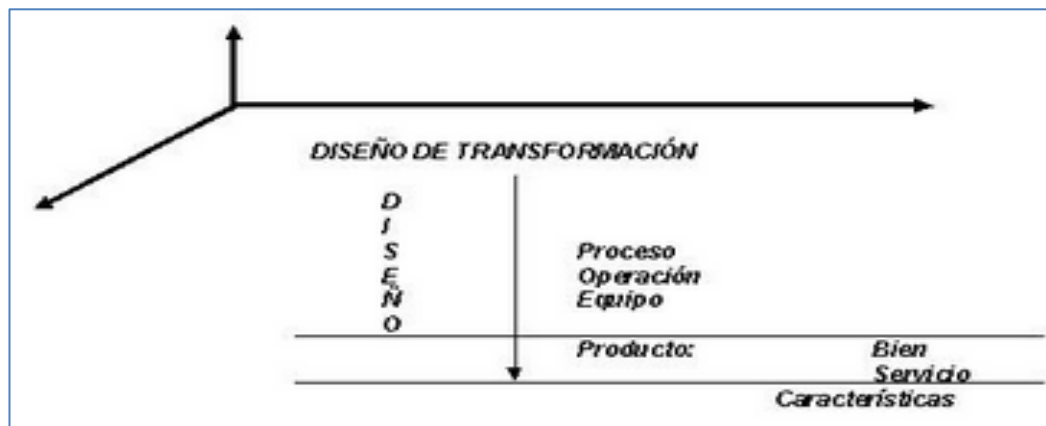 DISEÑO DE TRANSFORMACIÓN
D
I
S
E
Ñ
O
Proceso
Operación
Equipo
Producto: Bien
Servicio
Características